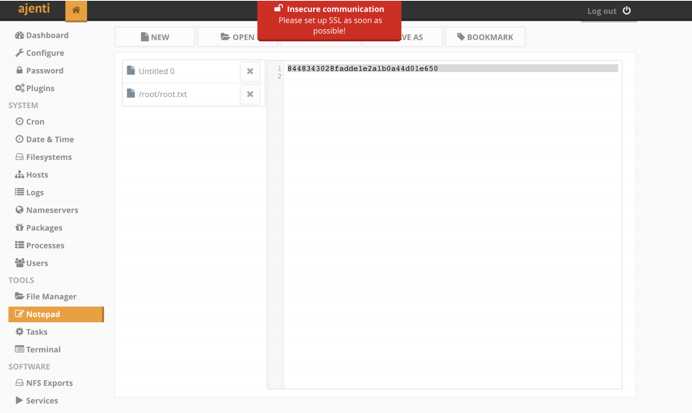 ajenti
Insecure communication
Please set up SSL as soon as
possible!
Log out
Dashboard
Configure
Password
Plugins
SYSTEM
Cron
Date & Time
Filesystems
Hosts
Logs
Nameservers
Packages
Processes
Users
TOOLS
File Manager
Notepad
Tasks
Terminal
SOFTWARE
NFS Exports
Services
NEW
OPEN
AS
BOOKMARK
Untitled 0
/root/root.txt
1 8448343028fadde1e2a1b0a44d01e650
2